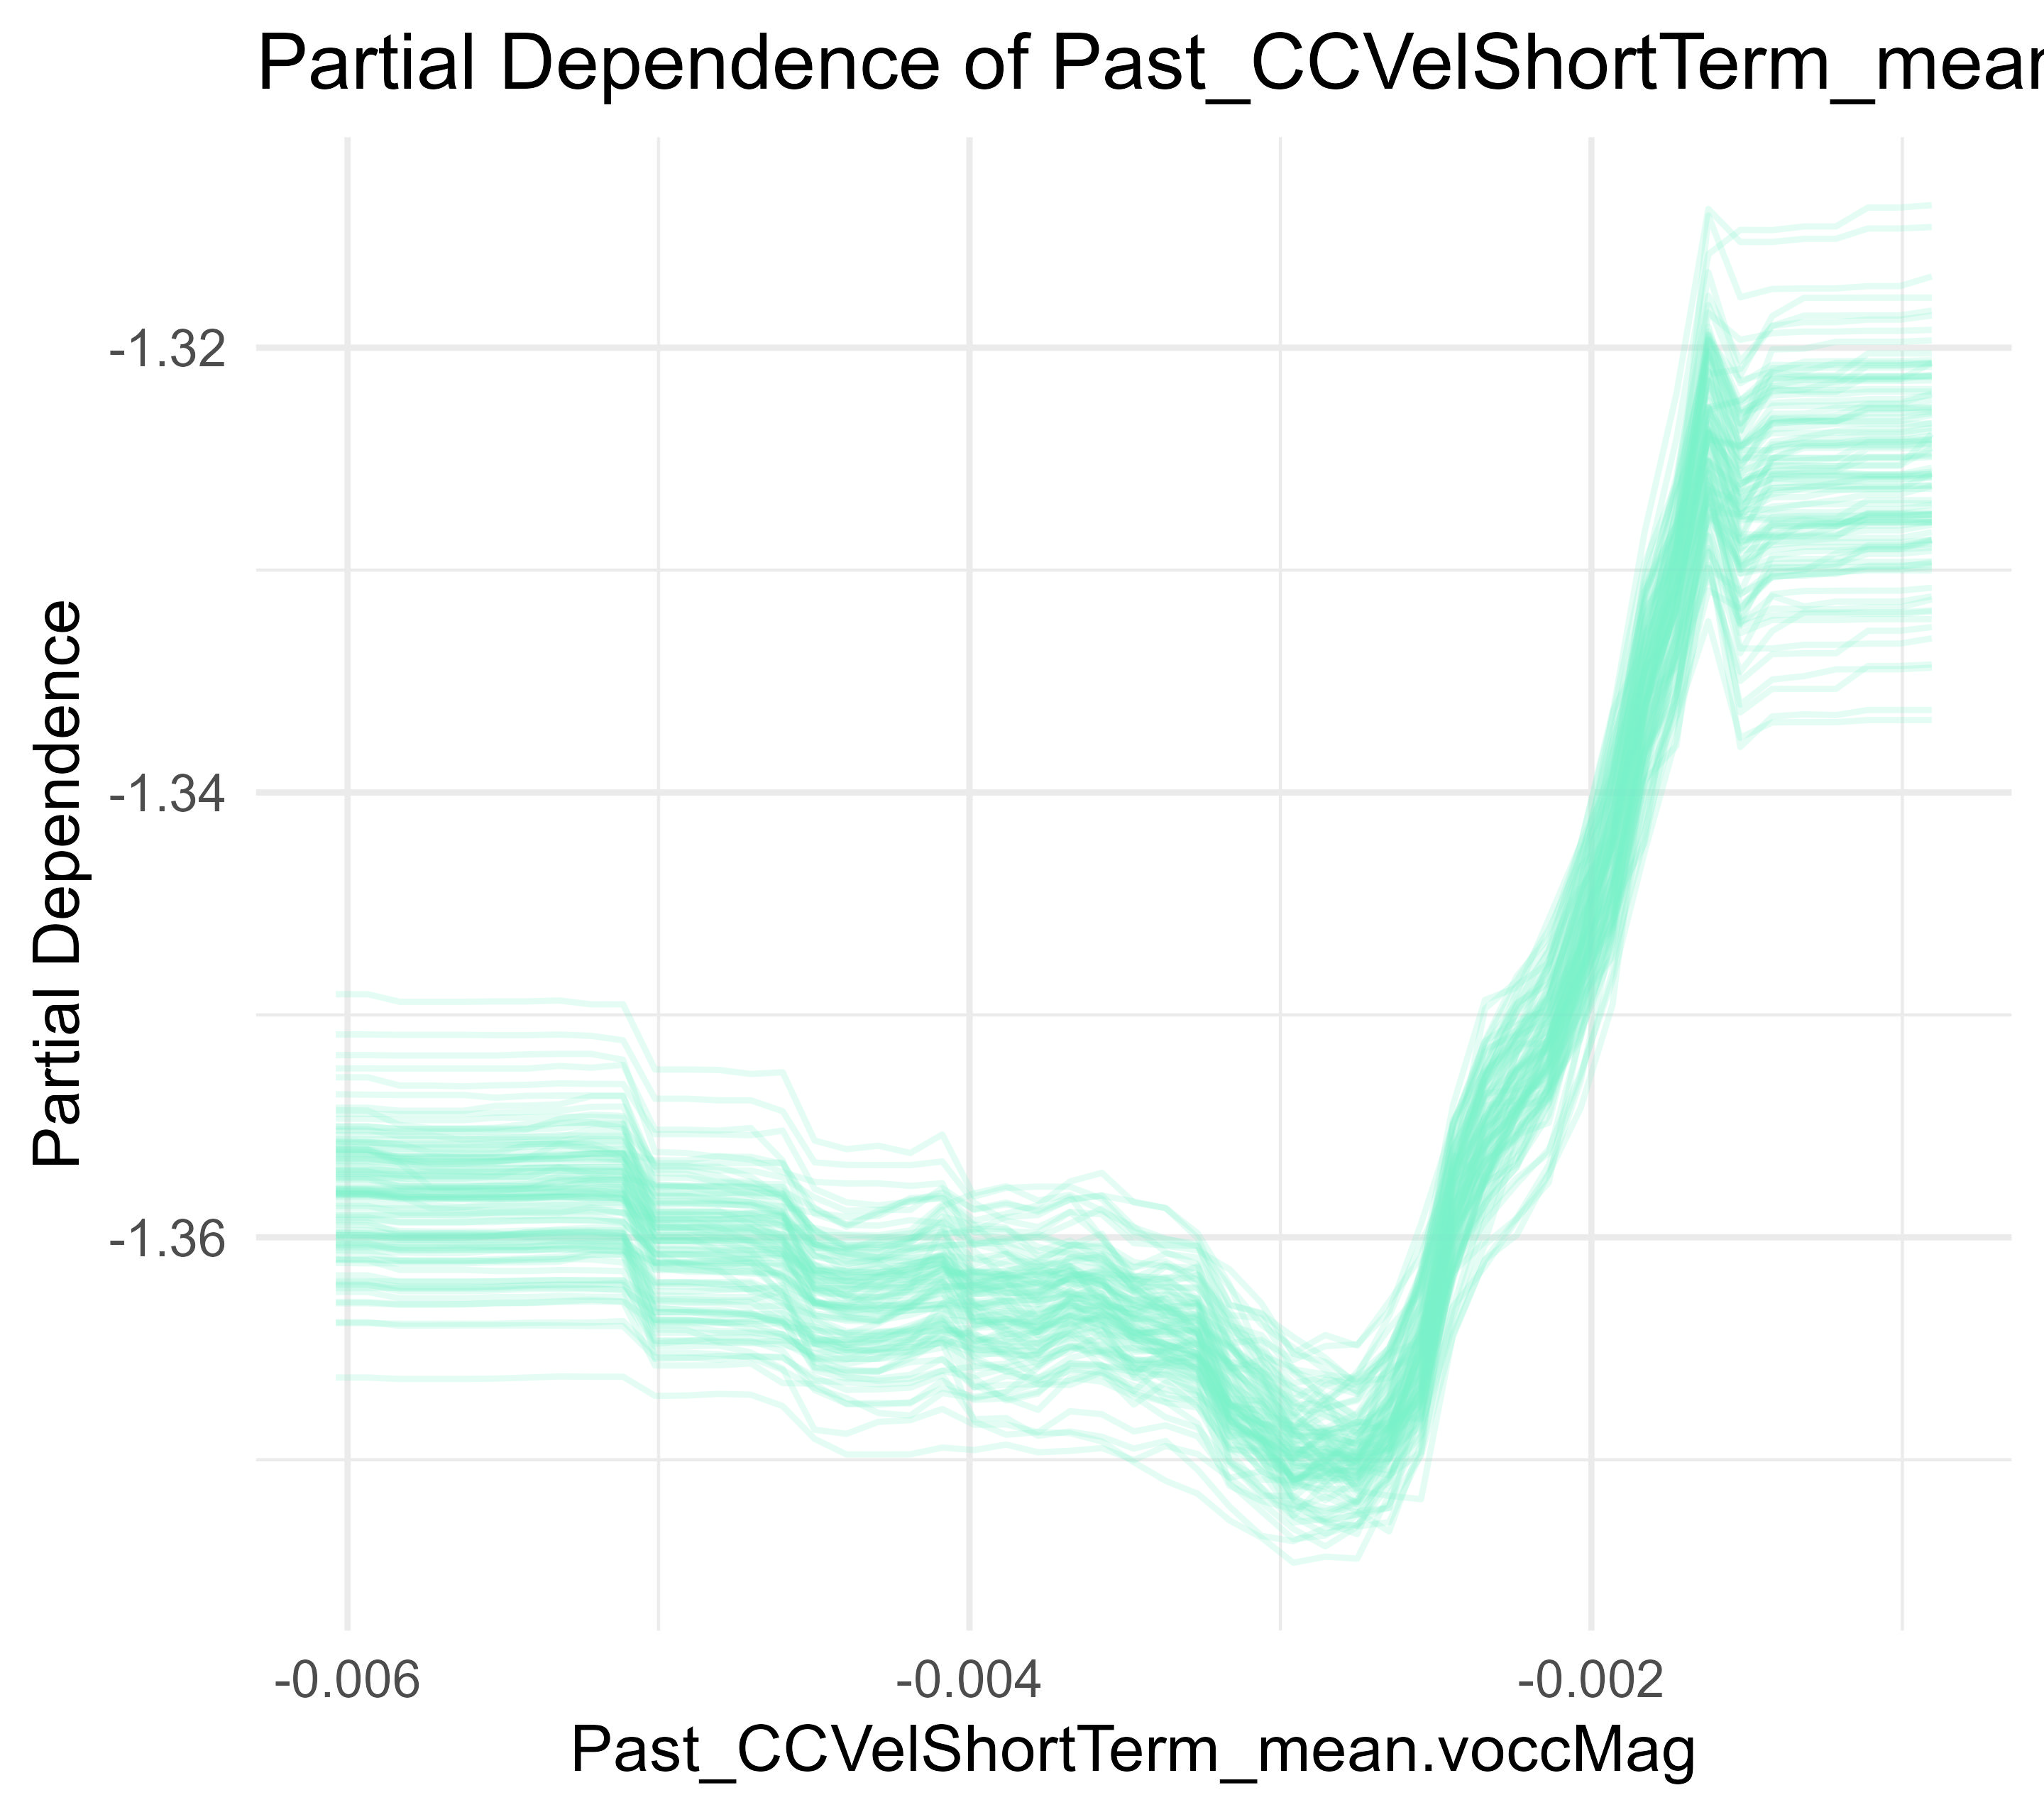 Partial Dependence of Past_CCVelShortTerm_mean
Partial Dependence
-1.32
-1.34
-1.36
-0.006
-0.004
-0.002
Past_CCVelShortTerm_mean.voccMag